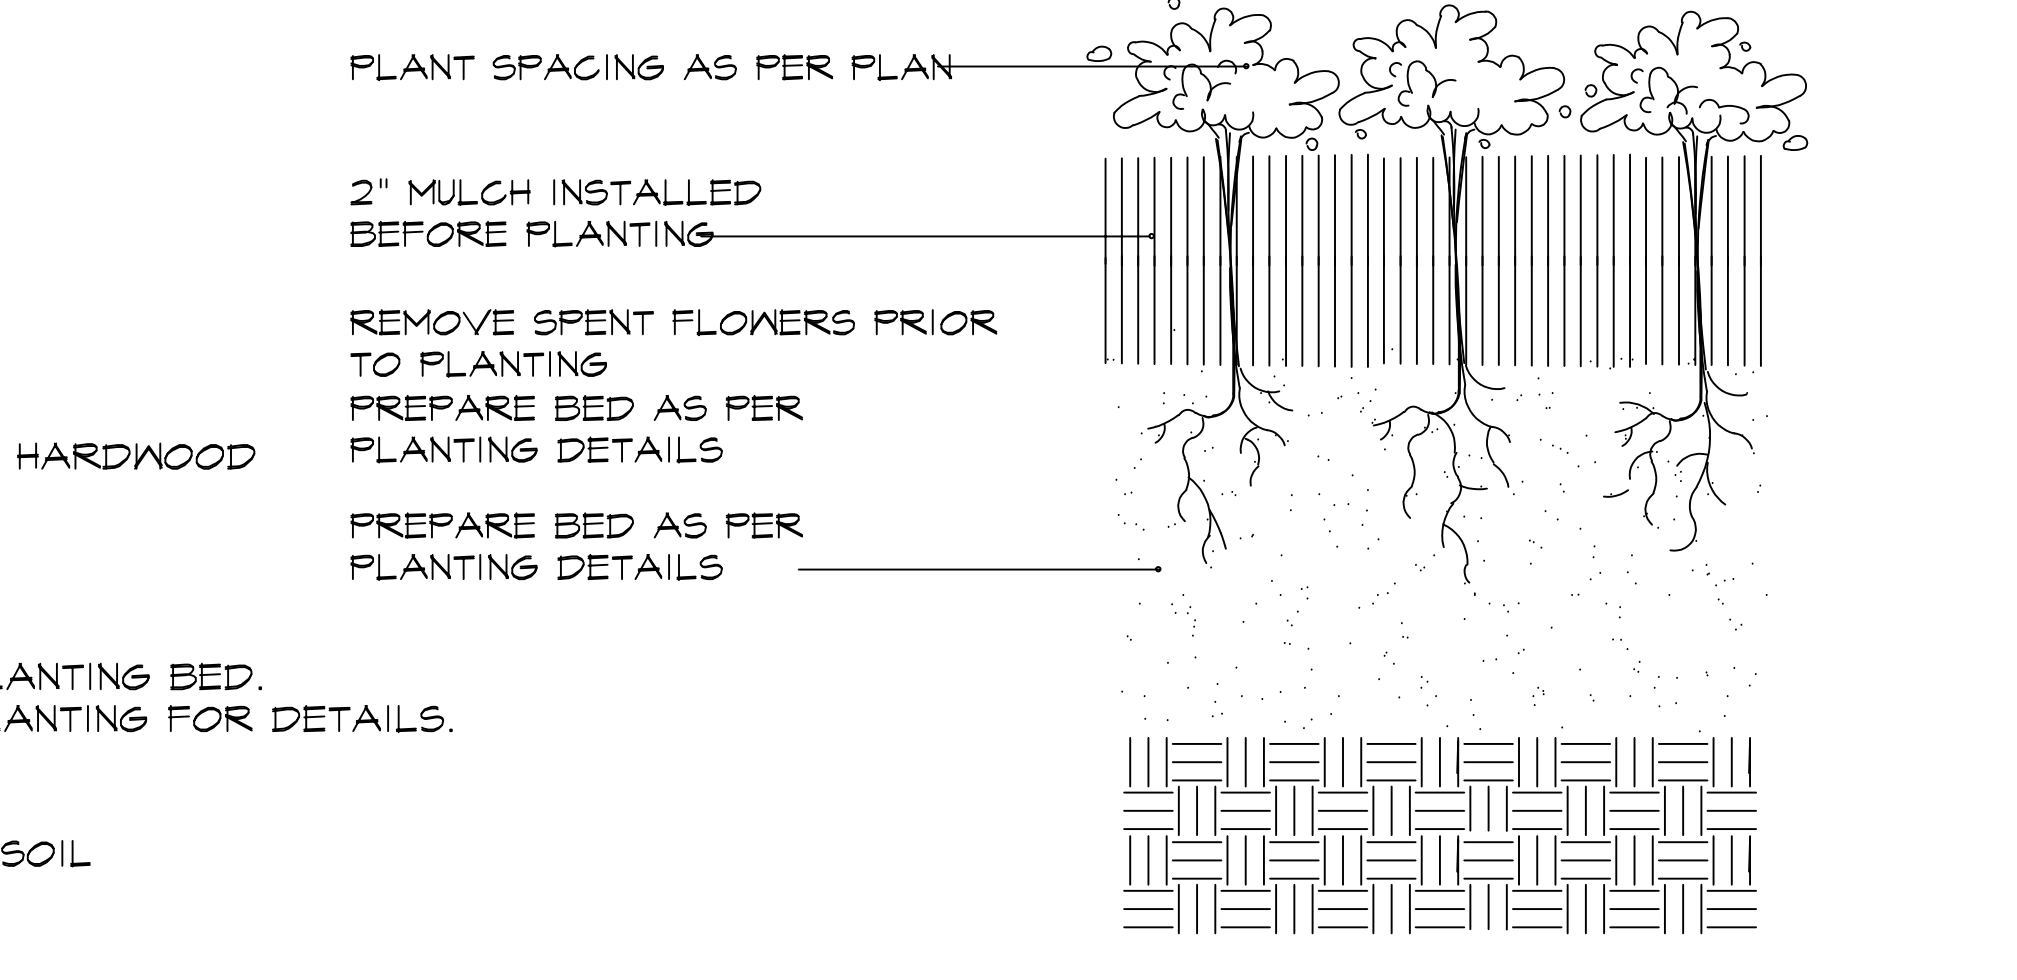 PLANT SPACING AS PER PLAN
2" MULCH INSTALLED
BEFORE PLANTING
REMOVE SPENT FLOWERS PRIOR
TO PLANTING
PREPARE BED AS PER
PLANTING DETAILS
HARDWOOD
PREPARE BED AS PER
PLANTING DETAILS
LANTING BED.
ANTING FOR DETAILS.
SOIL